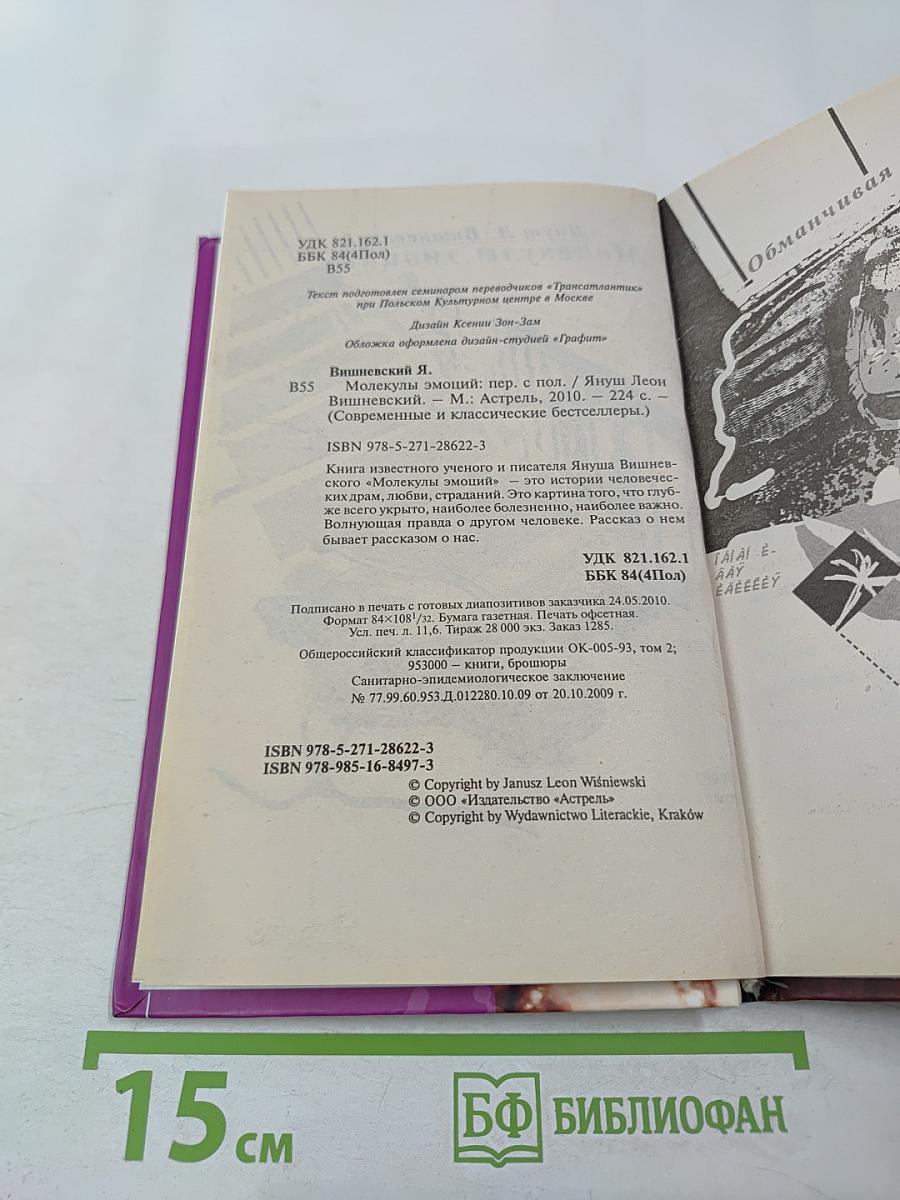 УДК 821.162.1
ББК 84(4Пол)
В55
Текст подготовлен семинаром переводчиков «Трансатлантик»
при Польском Культурном центре в Москве
Дизайн Ксении Зон-Зам
Обложка оформлена дизайн-студией «Графит»
Вишневский Я.
В55 Молекулы эмоций: пер. с пол. / Януш Леон
Вишневский. — М.: Астрель, 2010. — 224 с. —
(Современные и классические бестселлеры.)
ISBN 978-5-271-28622-3
Книга известного ученого и писателя Януша Вишнев-
ского «Молекулы эмоций» — это истории человечес-
ких драм, любви, страданий. Это картина того, что глуб-
же всего укрыто, наиболее болезненно, наиболее важно.
Волнующая правда о другом человеке. Рассказ о нем
бывает рассказом о нас.
УДК 821.162.1
ББК 84(4Пол)
Подписано в печать с готовых диапозитивов заказчика 24.05.2010.
Формат 84×108¹/₃₂. Бумага газетная. Печать офсетная.
Усл. печ. л. 11,6. Тираж 28 000 экз. Заказ 1285.
Общероссийский классификатор продукции ОК-005-93, том 2;
953000 — книги, брошюры
Санитарно-эпидемиологическое заключение
№ 77.99.60.953.Д.012280.10.09 от 20.10.2009 г.
ISBN 978-5-271-28622-3
ISBN 978-985-16-8497-3
© Copyright by Janusz Leon Wiśniewski
© ООО «Издательство «Астрель»
© Copyright by Wydawnictwo Literackie, Kraków
Обманчивая
15 см
БФ БИБЛИОФАН